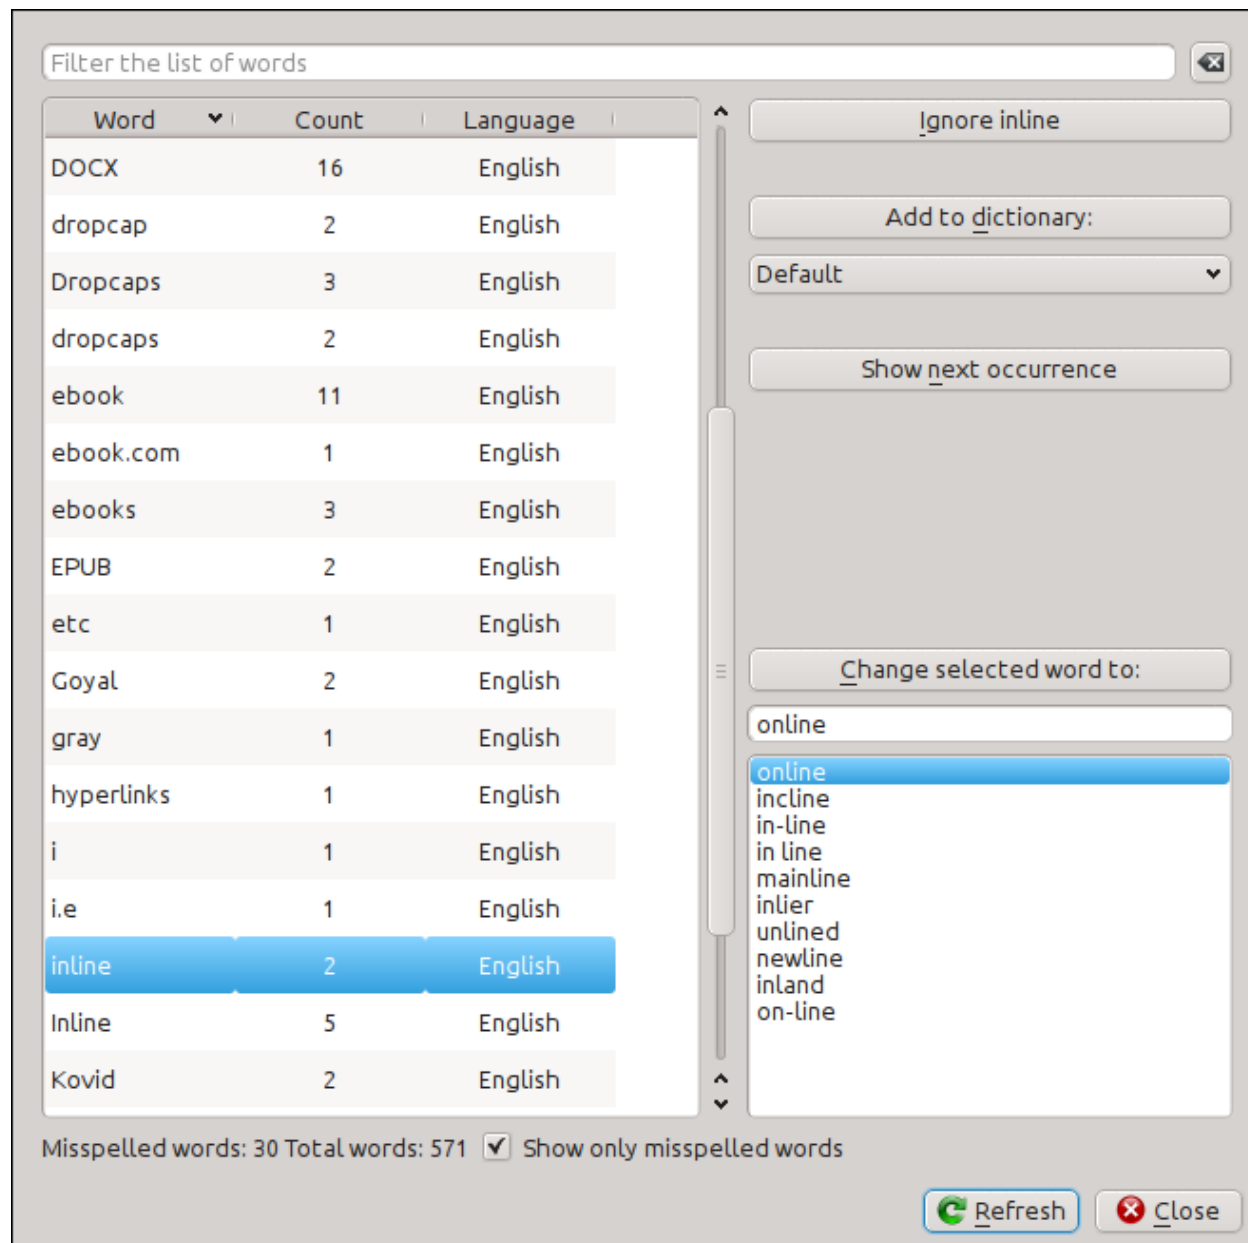 Filter the list of words
Word Count Language
DOCX 16 English
dropcap 2 English
Dropcaps 3 English
dropcaps 2 English
ebook 11 English
ebook.com 1 English
ebooks 3 English
EPUB 2 English
etc 1 English
Goyal 2 English
gray 1 English
hyperlinks 1 English
i 1 English
i.e 1 English
inline 2 English
Inline 5 English
Kovid 2 English
Ignore inline
Add to dictionary:
Default
Show next occurrence
Change selected word to:
online
online
incline
in-line
in line
mainline
inlier
unlined
newline
inland
on-line
Misspelled words: 30 Total words: 571 Show only misspelled words
Refresh Close